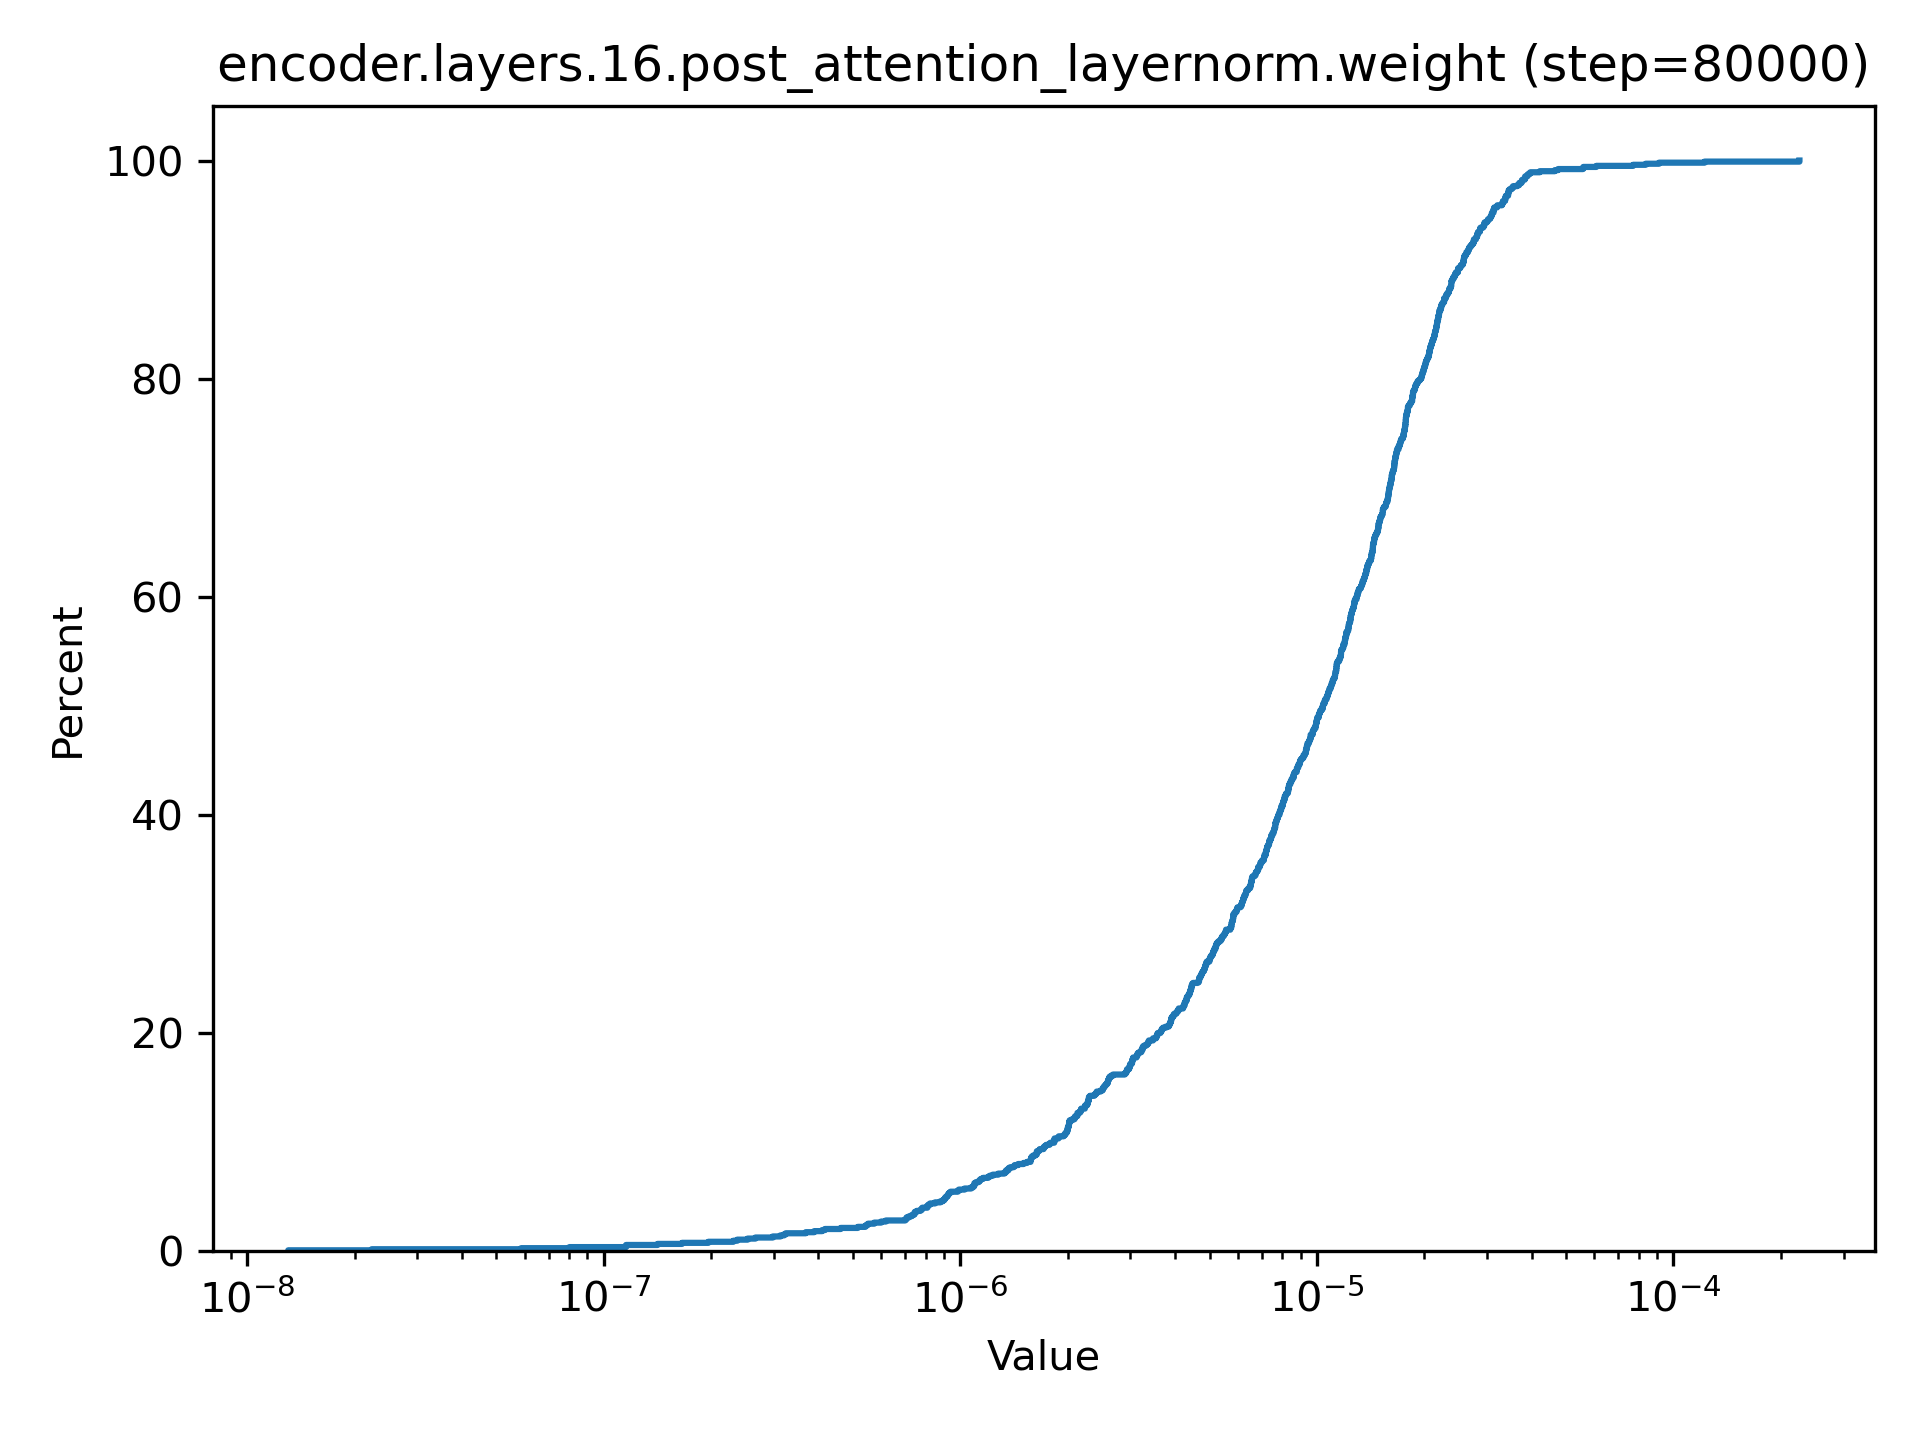 encoder.layers.16.post_attention_layernorm.weight (step=80000)
100
80
60
40
20
0
Percent
10⁻⁸ 10⁻⁷ 10⁻⁶ 10⁻⁵ 10⁻⁴
Value